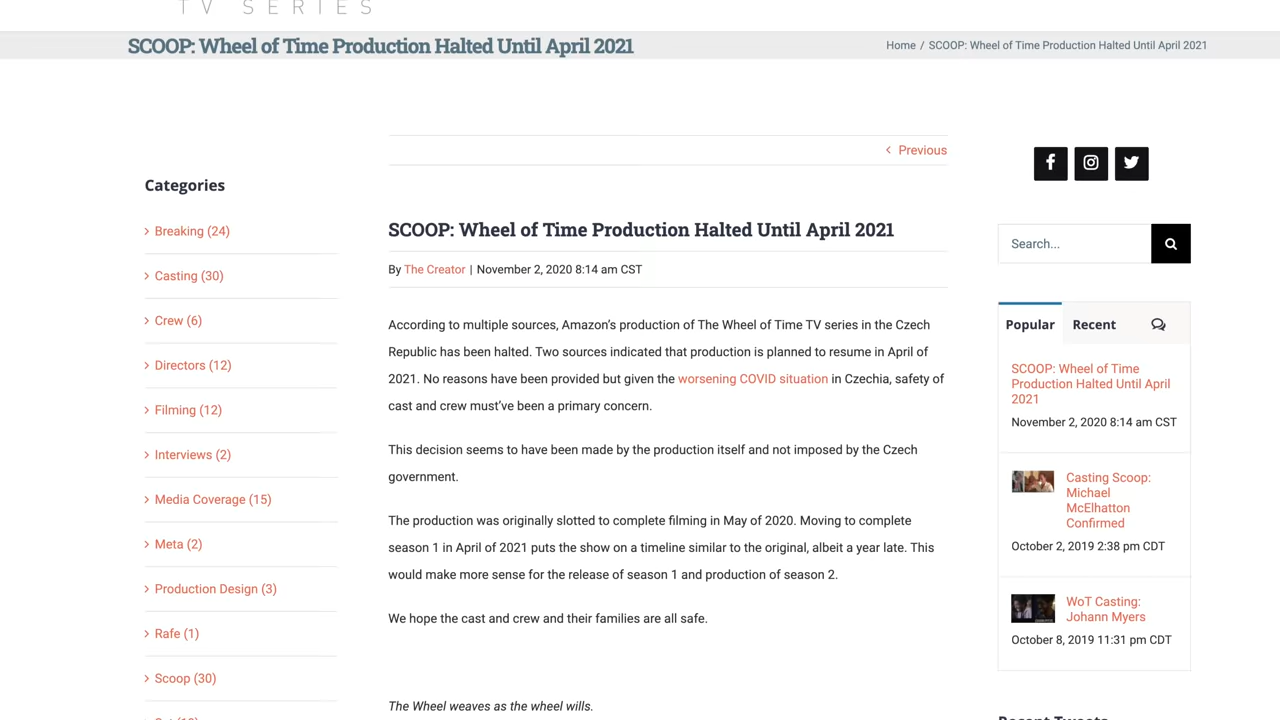 TV SERIES
SCOOP: Wheel of Time Production Halted Until April 2021
Home / SCOOP: Wheel of Time Production Halted Until April 2021
Previous
Categories
Breaking (24)
Casting (30)
Crew (6)
Directors (12)
Filming (12)
Interviews (2)
Media Coverage (15)
Meta (2)
Production Design (3)
Rafe (1)
Scoop (30)
SCOOP: Wheel of Time Production Halted Until April 2021
By The Creator | November 2, 2020 8:14 am CST
According to multiple sources, Amazon’s production of The Wheel of Time TV series in the Czech
Republic has been halted. Two sources indicated that production is planned to resume in April of
2021. No reasons have been provided but given the worsening COVID situation in Czechia, safety of
cast and crew must’ve been a primary concern.
This decision seems to have been made by the production itself and not imposed by the Czech
government.
The production was originally slotted to complete filming in May of 2020. Moving to complete
season 1 in April of 2021 puts the show on a timeline similar to the original, albeit a year late. This
would make more sense for the release of season 1 and production of season 2.
We hope the cast and crew and their families are all safe.
The Wheel weaves as the wheel wills.
Search...
Popular Recent
SCOOP: Wheel of Time
Production Halted Until April
2021
November 2, 2020 8:14 am CST
Casting Scoop:
Michael
McElhatton
Confirmed
October 2, 2019 2:38 pm CDT
WoT Casting:
Johann Myers
October 8, 2019 11:31 pm CDT
Recent Tweets